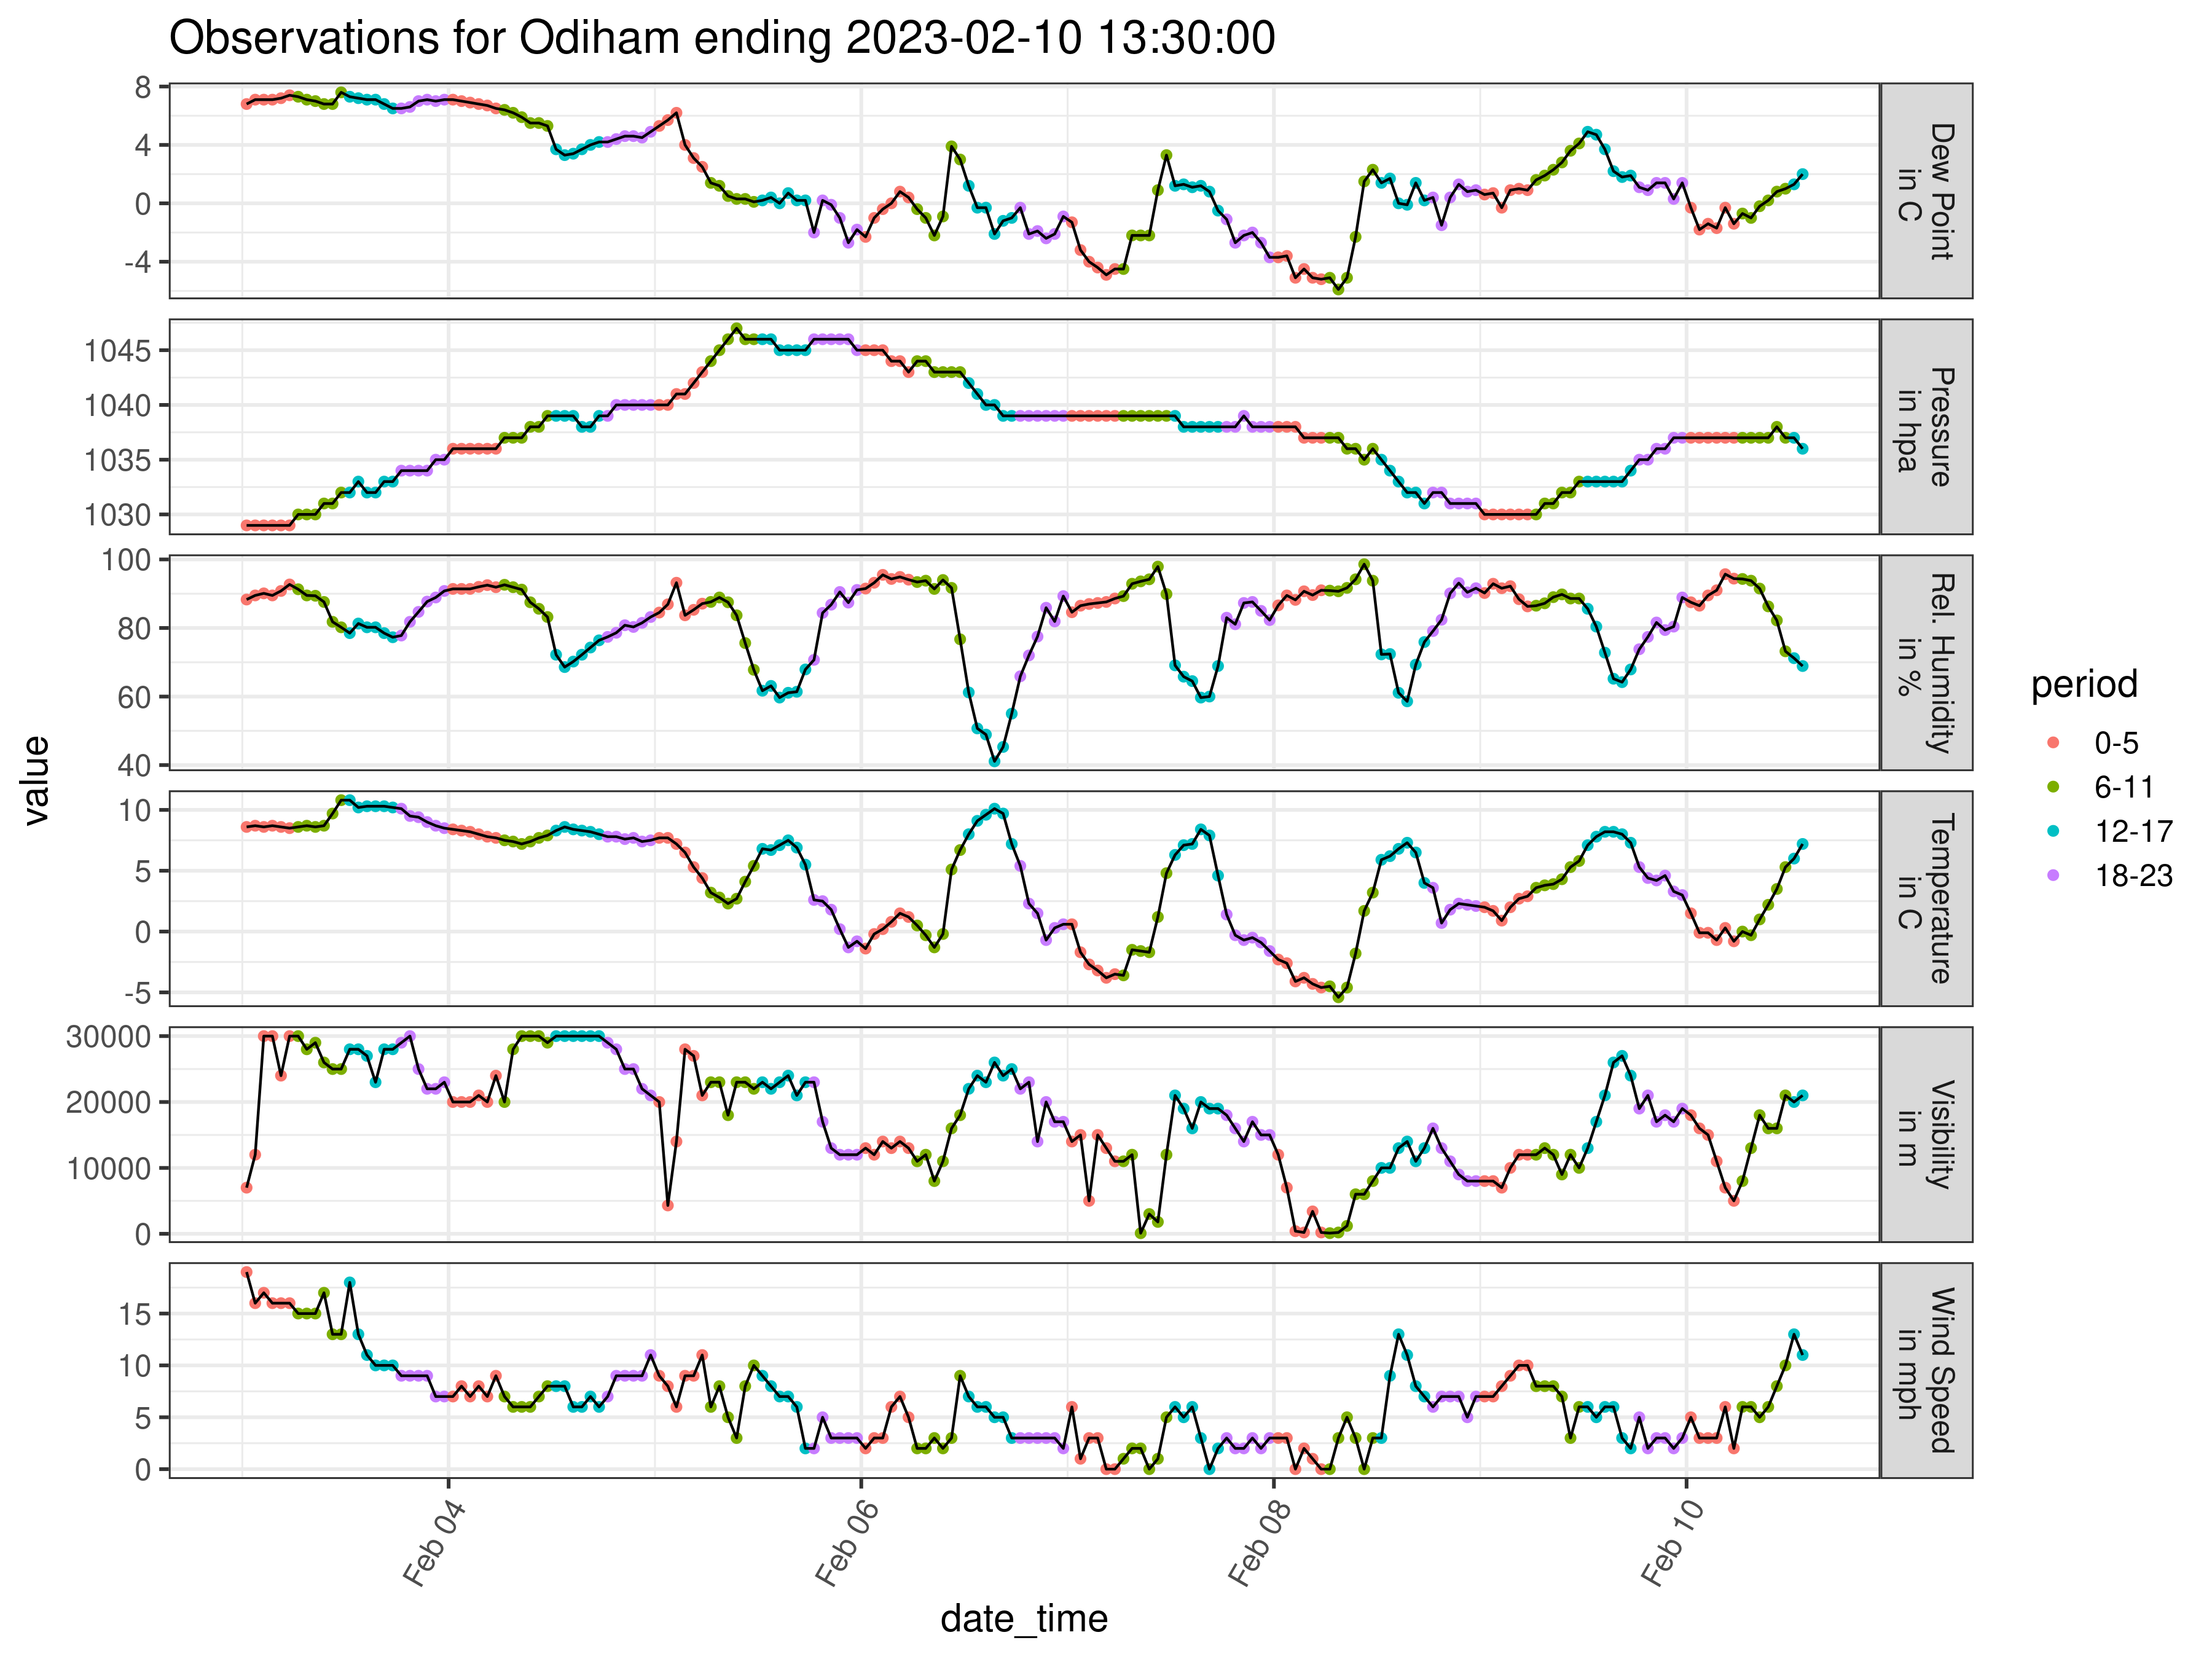 Observations for Odiham ending 2023-02-10 13:30:00
value
8
4
0
-4
Dew Point
in C
1045
1040
1035
1030
Pressure
in hpa
100
80
60
40
Rel. Humidity
in %
10
5
0
-5
Temperature
in C
30000
20000
10000
0
Visibility
in m
15
10
5
0
Wind Speed
in mph
Feb 04
Feb 06
Feb 08
Feb 10
date_time
period
0-5
6-11
12-17
18-23